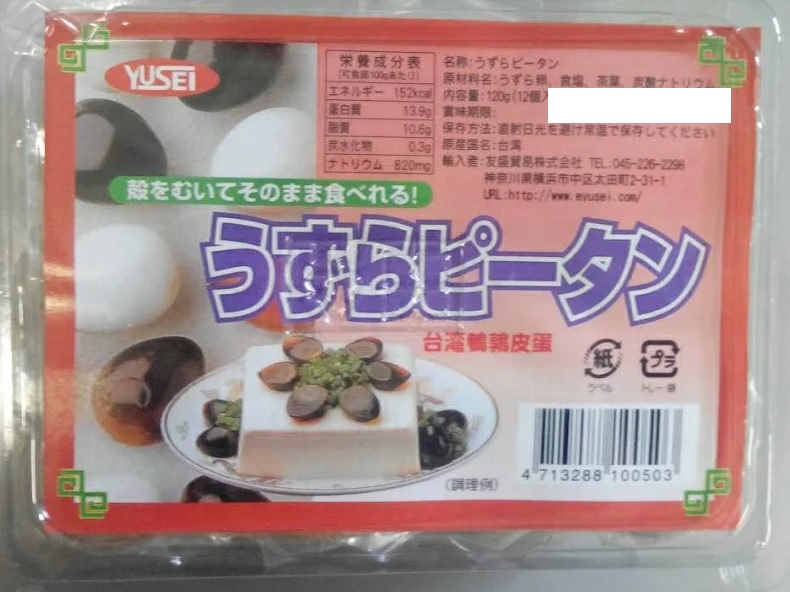 YUSEI
栄養成分表
(可食部100gあたり)
エネルギー 152kcal
蛋白質 13.9g
脂質 10.6g
炭水化物 0.3g
ナトリウム 820mg
名称:うずらピータン
原材料名:うずら卵、食塩、茶葉、炭酸ナトリウム
内容量:120g(12個入
賞味期限:
保存方法:直射日光を避け常温で保存してください
原産国名:台湾
輸入者:友盛貿易株式会社 TEL:045-226-2298
神奈川県横浜市中区太田町2-31-1
URL:http://www.eyusei.com/
殻をむいてそのまま食べれる!
うずらピータン
台湾鵪鶉皮蛋
紙
ラベル
プラ
トレー・袋
(調理例)
4 713288 100503